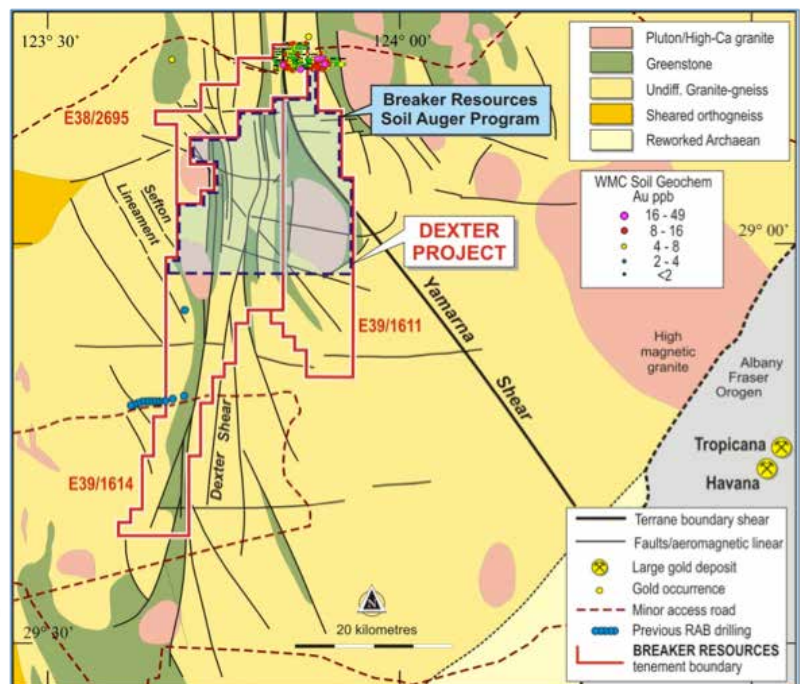 123° 30'
124° 00'
E38/2695
Breaker Resources
Soil Auger Program
Sefton
Lineament
DEXTER
PROJECT
29° 00'
Yamarna
Shear
E39/1611
Dexter Shear
E39/1614
High
magnetic
granite
Albany
Fraser
Orogen
Tropicana
Havana
29° 30'
N
20 kilometres
Pluton/High-Ca granite
Greenstone
Undiff. Granite-gneiss
Sheared orthogneiss
Reworked Archaean
WMC Soil Geochem
Au ppb
16 - 49
8 - 16
4 - 8
2 - 4
<2
Terrane boundary shear
Faults/aeromagnetic linear
Large gold deposit
Gold occurrence
Minor access road
Previous RAB drilling
BREAKER RESOURCES
tenement boundary